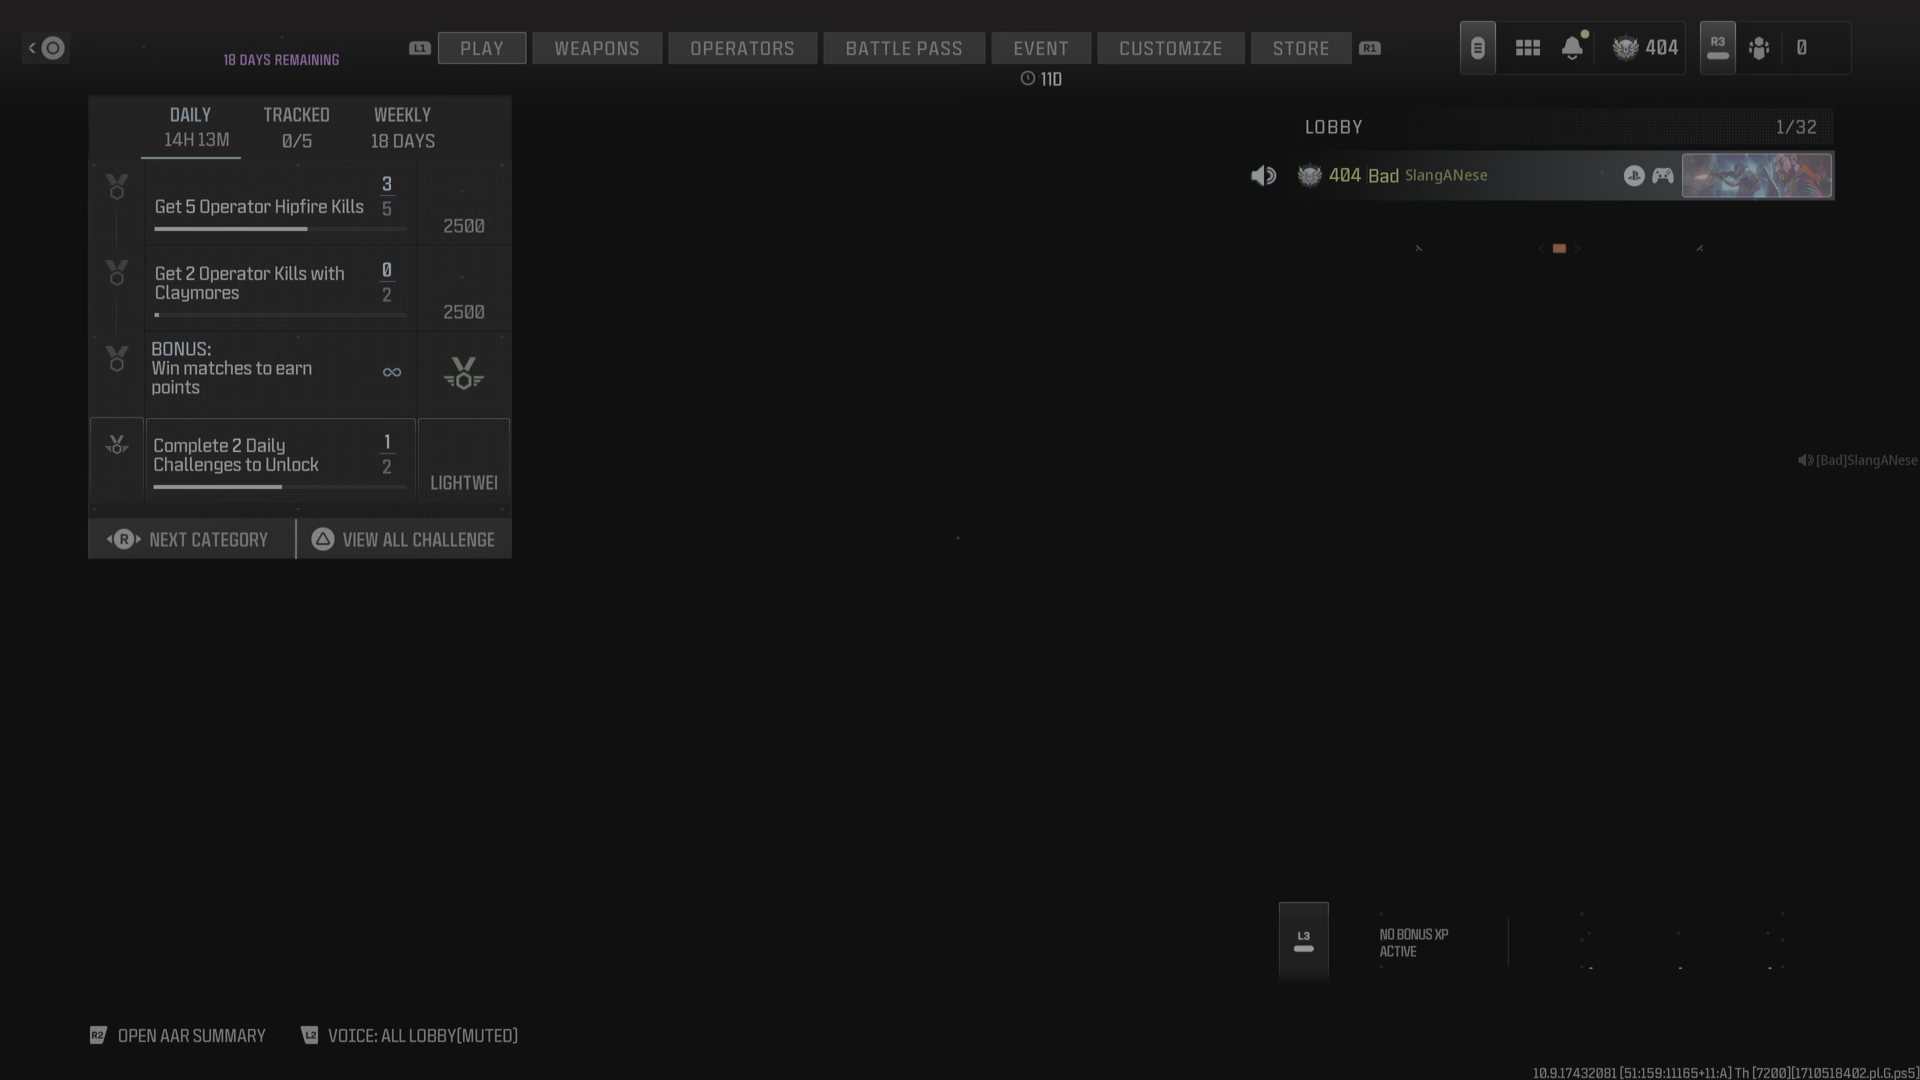 18 DAYS REMAINING
L1 PLAY WEAPONS OPERATORS BATTLE PASS EVENT CUSTOMIZE STORE R1
11D
404 R3 0
DAILY TRACKED WEEKLY
14H 13M 0/5 18 DAYS
Get 5 Operator Hipfire Kills
3
5
2500
Get 2 Operator Kills with
Claymores
0
2
2500
BONUS:
Win matches to earn
points
∞
Complete 2 Daily
Challenges to Unlock
1
2
LIGHTWEI
R NEXT CATEGORY
VIEW ALL CHALLENGE
LOBBY 1/32
404 Bad SlangANese
[Bad]SlangANese
L3
NO BONUS XP
ACTIVE
R2 OPEN AAR SUMMARY L2 VOICE: ALL LOBBY[MUTED]
10.9.17432081 [51:159:11165+11:A] Th [7200][1710518402.pl.G.ps5]